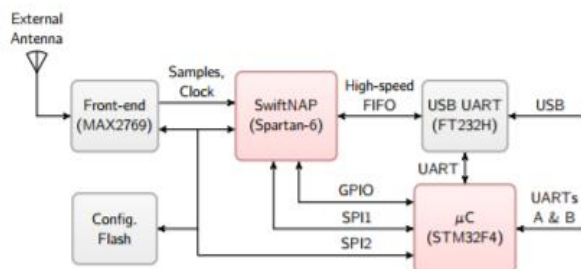 External
Antenna
Samples,
Clock
Front-end
(MAX2769)
SwiftNAP
(Spartan-6)
High-speed
FIFO
USB UART
(FT232H)
USB
UART
GPIO
SPI1
SPI2
Config.
Flash
μC
(STM32F4)
UARTs
A & B